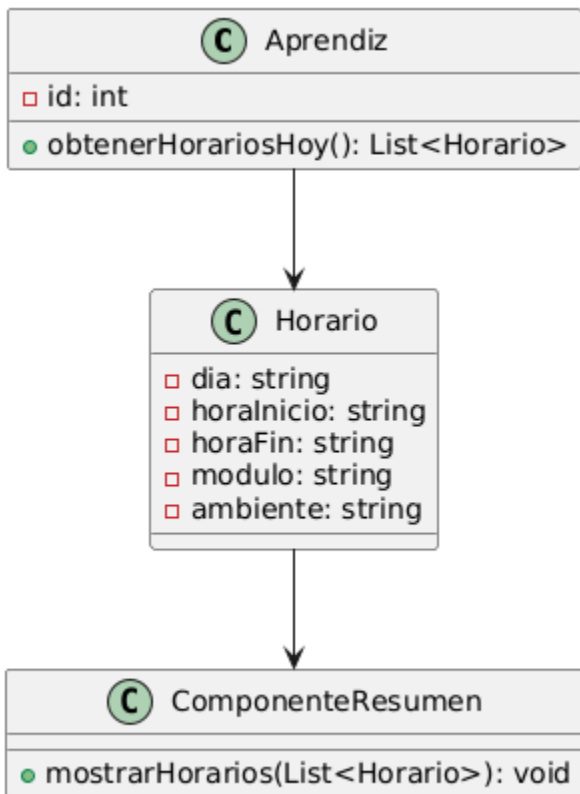 C Aprendiz
id: int
obtenerHorariosHoy(): List<Horario>
C Horario
dia: string
horaInicio: string
horaFin: string
modulo: string
ambiente: string
C ComponenteResumen
mostrarHorarios(List<Horario>): void